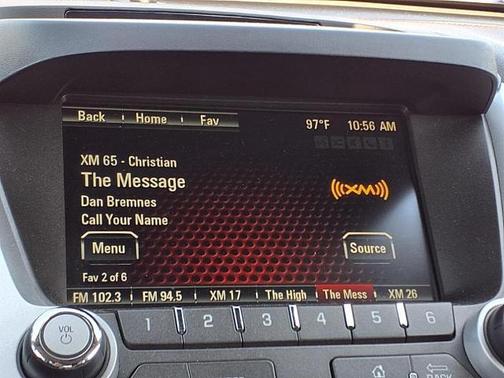 Back Home Fav 97°F 10:56 AM
XM 65 - Christian
The Message
((XM))
Dan Bremnes
Call Your Name
Menu Source
Fav 2 of 6
FM 102.3 FM 94.5 XM 17 The High The Mess XM 26
VOL 1 2 3 4 5 6
BACK